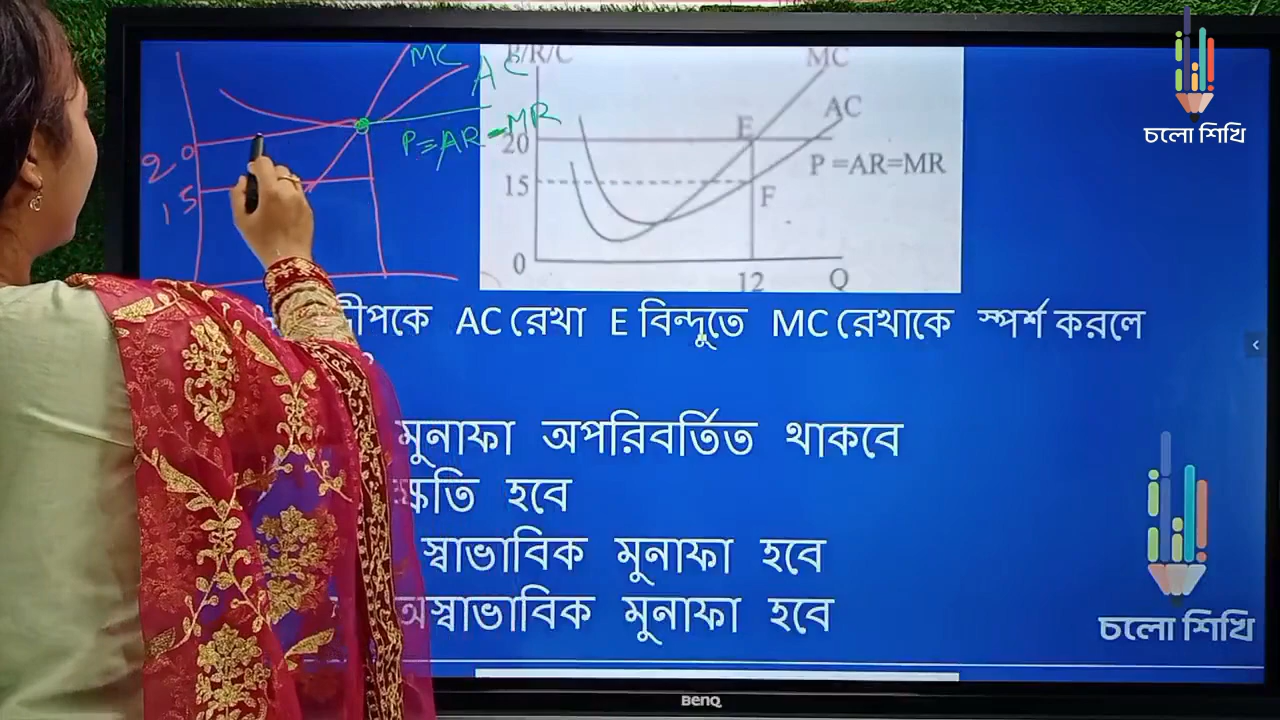 MC
AC
P=AR=MR
20
15
P/R/C
MC
AC
E
20
P =AR=MR
15
F
0
12
Q
AC রেখা E বিন্দুতে MC রেখাকে স্পর্শ করলে
মুনাফা অপরিবর্তিত থাকবে
ক্ষতি হবে
স্বাভাবিক মুনাফা হবে
অস্বাভাবিক মুনাফা হবে
চলো শিখি
চলো শিখি
BenQ